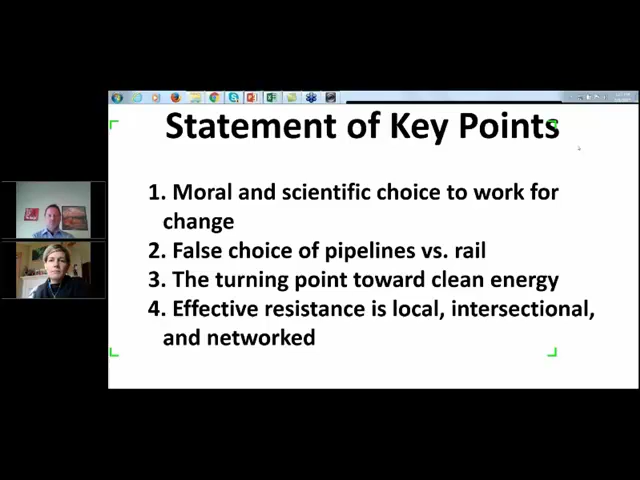 Statement of Key Points
1. Moral and scientific choice to work for
change
2. False choice of pipelines vs. rail
3. The turning point toward clean energy
4. Effective resistance is local, intersectional,
and networked